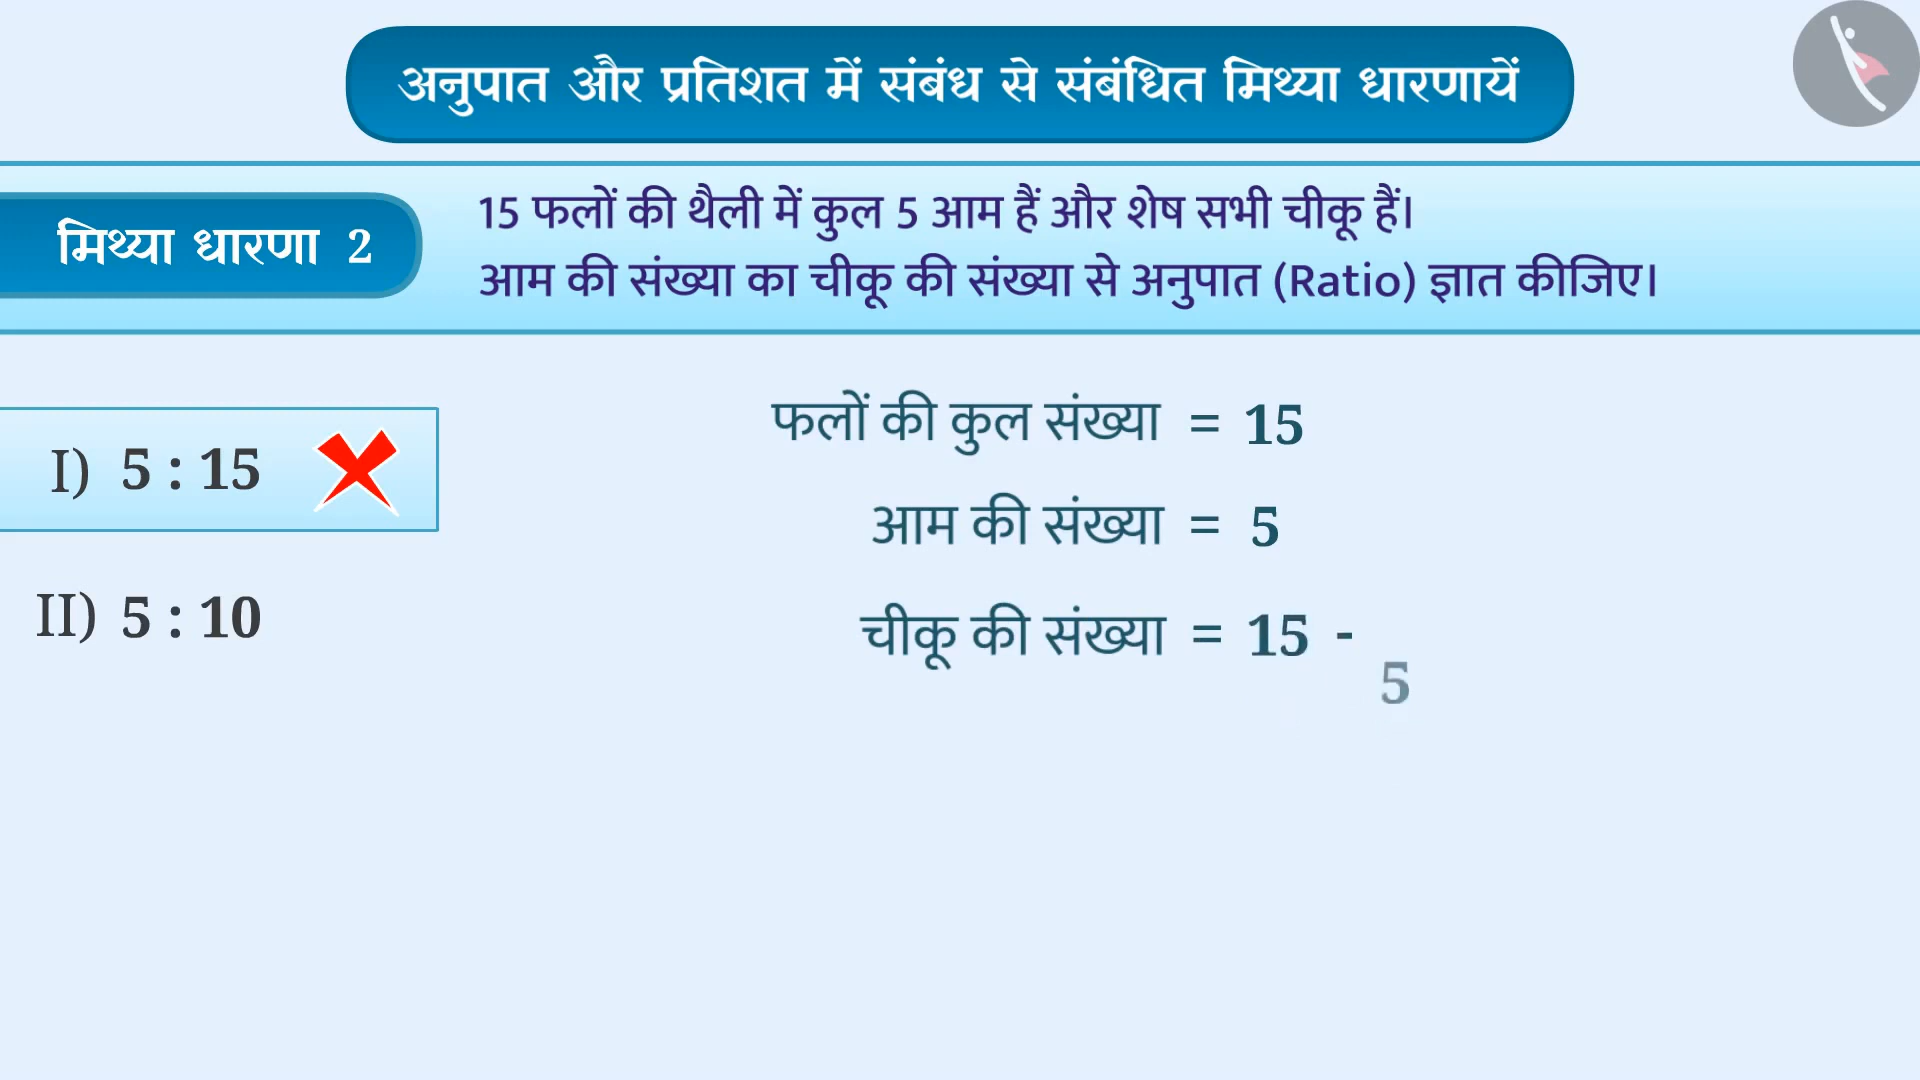 अनुपात और प्रतिशत में संबंध से संबंधित मिथ्या धारणायें
मिथ्या धारणा 2
15 फलों की थैली में कुल 5 आम हैं और शेष सभी चीकू हैं।
आम की संख्या का चीकू की संख्या से अनुपात (Ratio) ज्ञात कीजिए।
I) 5 : 15
II) 5 : 10
फलों की कुल संख्या = 15
आम की संख्या = 5
चीकू की संख्या = 15 - 5